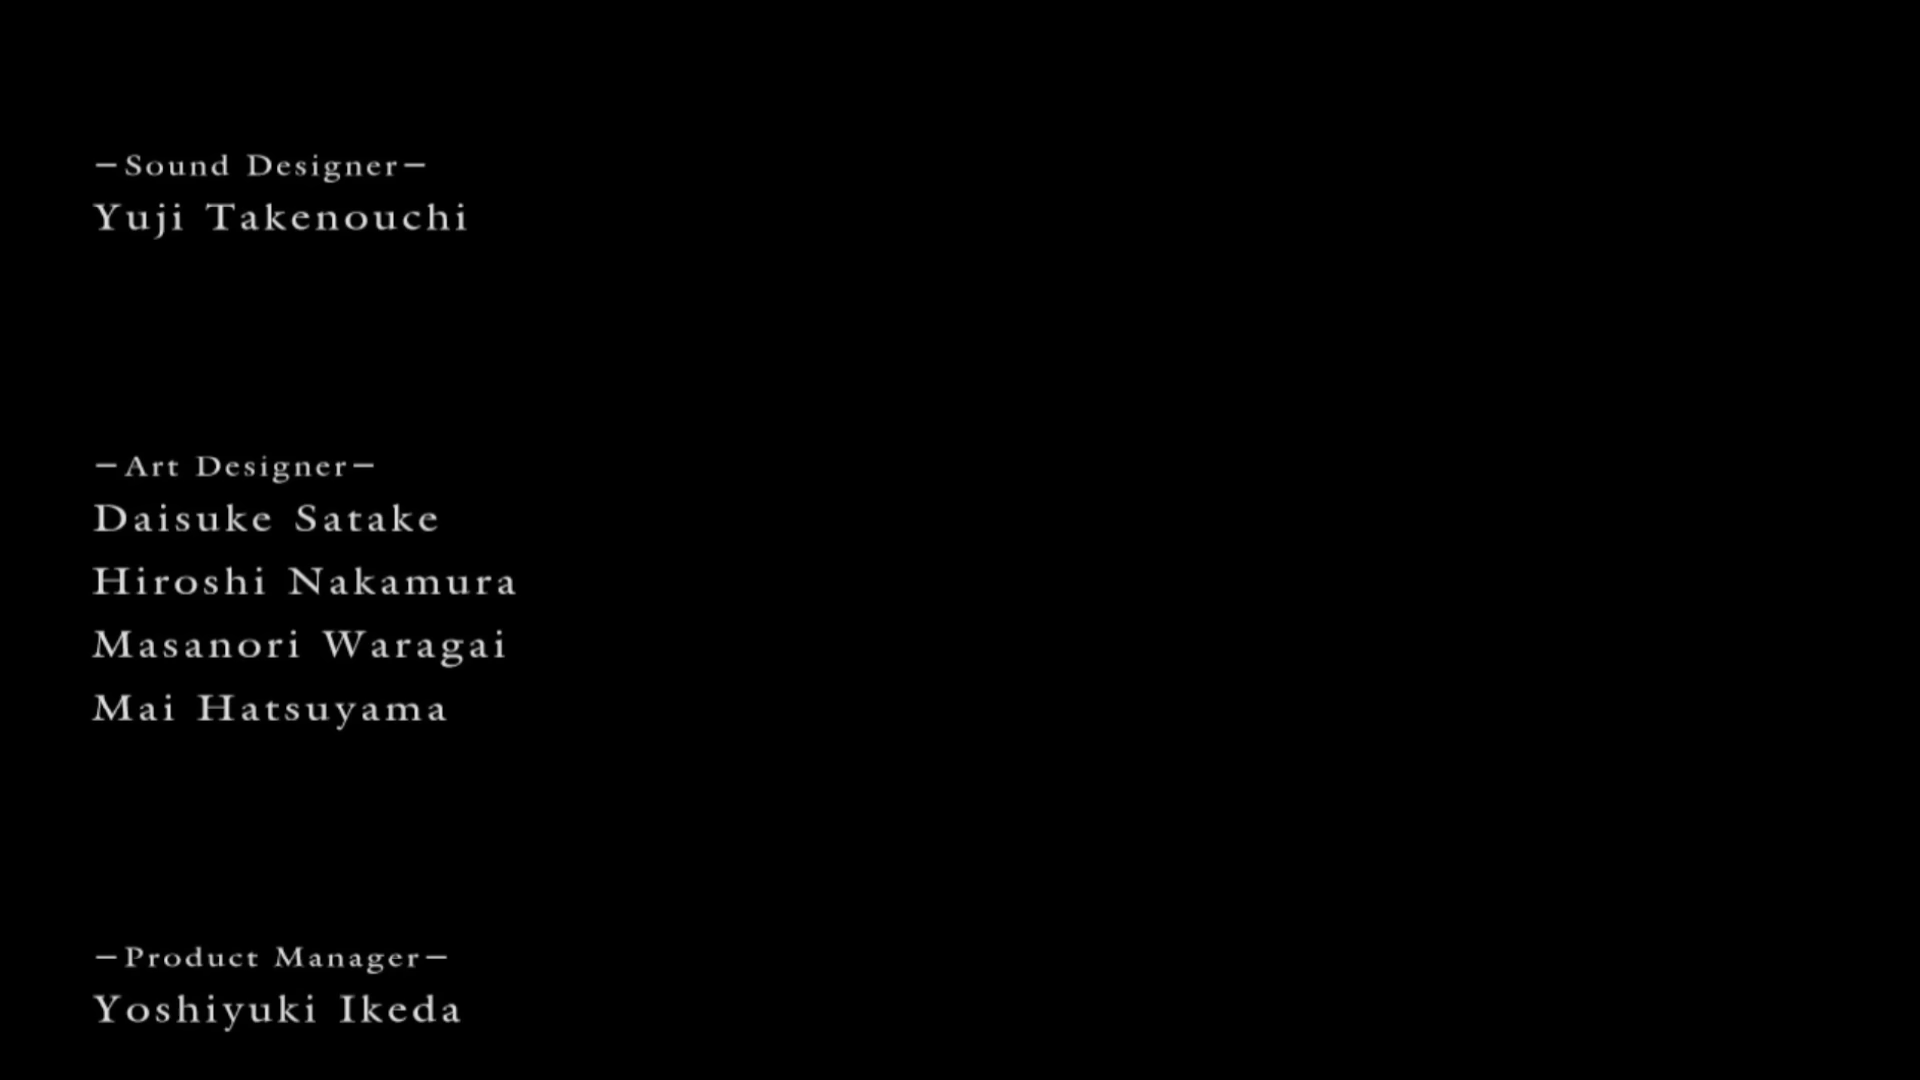 −Sound Designer−
Yuji Takenouchi
−Art Designer−
Daisuke Satake
Hiroshi Nakamura
Masanori Waragai
Mai Hatsuyama
−Product Manager−
Yoshiyuki Ikeda